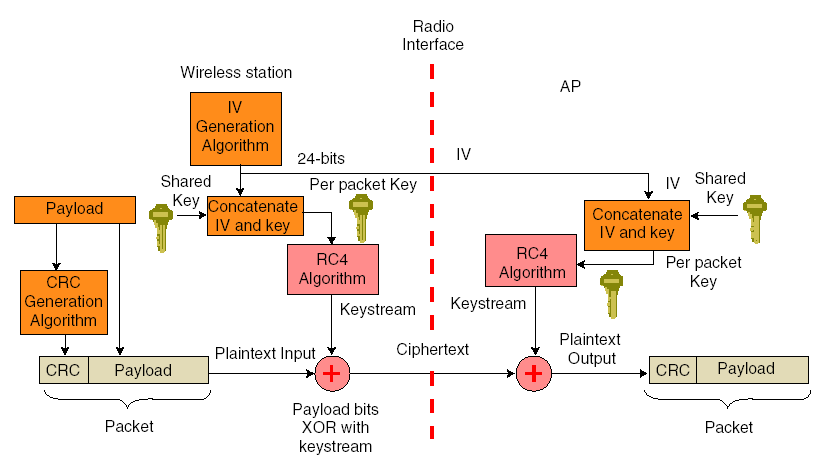 Radio
Interface
Wireless station
AP
IV
Generation
Algorithm
24-bits
IV
Shared
Key
Per packet Key
IV
Shared
Key
Payload
Concatenate
IV and key
Concatenate
IV and key
RC4
Algorithm
RC4
Algorithm
Per packet
Key
CRC
Generation
Algorithm
Keystream
Keystream
CRC
Payload
Plaintext Input
Ciphertext
Plaintext
Output
CRC
Payload
Packet
Payload bits
XOR with
keystream
Packet